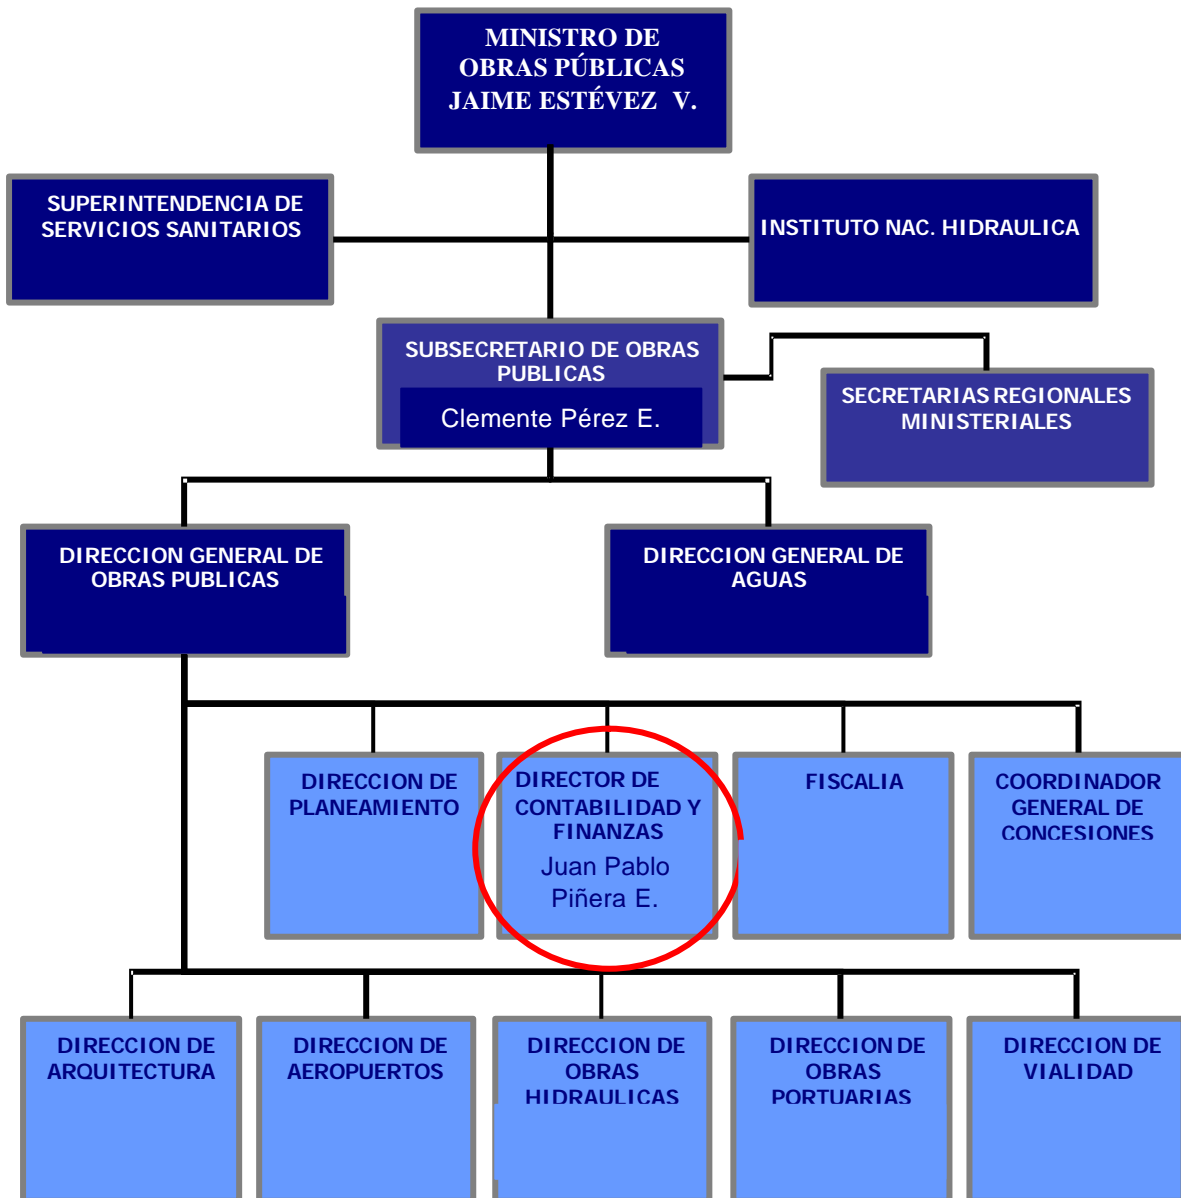 MINISTRO DE
OBRAS PÚBLICAS
JAIME ESTÉVEZ V.
SUPERINTENDENCIA DE
SERVICIOS SANITARIOS
INSTITUTO NAC. HIDRAULICA
SUBSECRETARIO DE OBRAS
PUBLICAS
Clemente Pérez E.
SECRETARIAS REGIONALES
MINISTERIALES
DIRECCION GENERAL DE
OBRAS PUBLICAS
DIRECCION GENERAL DE
AGUAS
DIRECCION DE
PLANEAMIENTO
DIRECTOR DE
CONTABILIDAD Y
FINANZAS
Juan Pablo
Piñera E.
FISCALIA
COORDINADOR
GENERAL DE
CONCESIONES
DIRECCION DE
ARQUITECTURA
DIRECCION DE
AEROPUERTOS
DIRECCION DE
OBRAS
HIDRAULICAS
DIRECCION DE
OBRAS
PORTUARIAS
DIRECCION DE
VIALIDAD